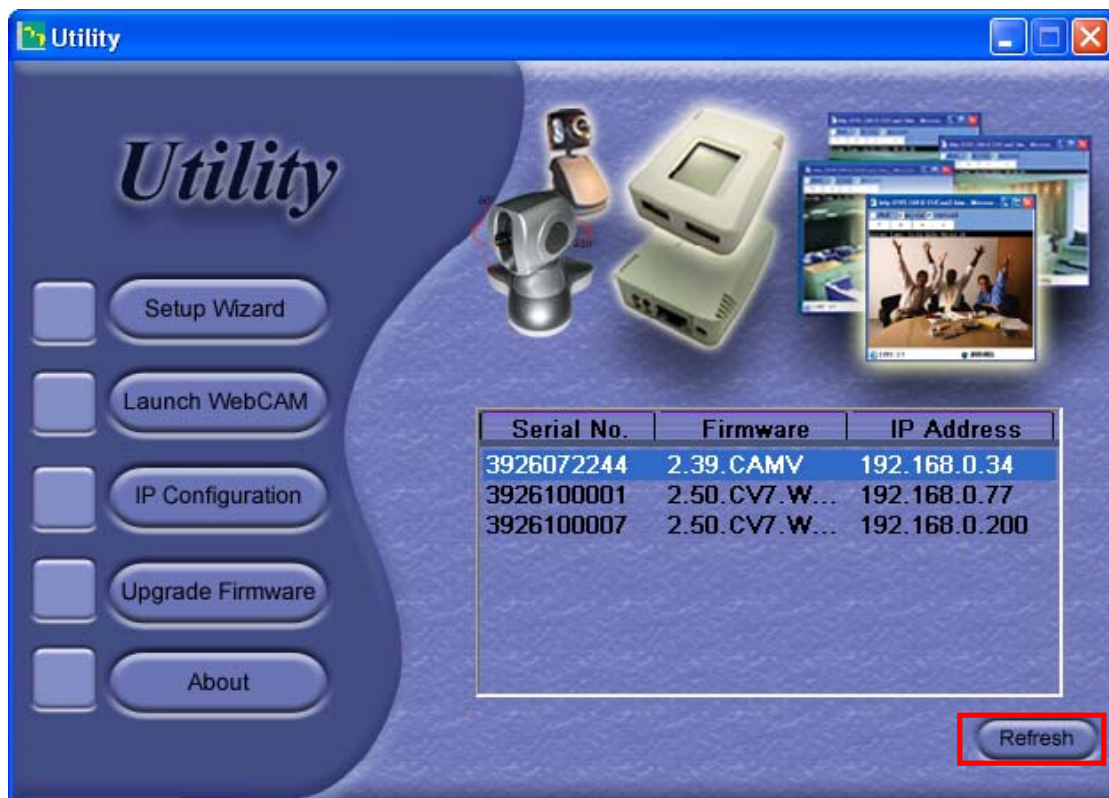 Utility
Utility
Setup Wizard
Launch WebCAM
IP Configuration
Upgrade Firmware
About
Serial No. Firmware IP Address
3926072244 2.39.CAMV 192.168.0.34
3926100001 2.50.CV7.W... 192.168.0.77
3926100007 2.50.CV7.W... 192.168.0.200
Refresh